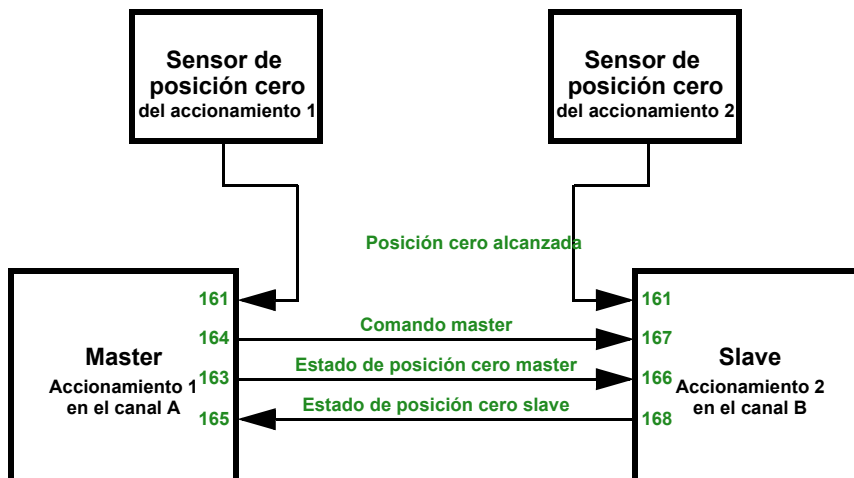 Sensor de
posición cero
del accionamiento 1
Sensor de
posición cero
del accionamiento 2
Posición cero alcanzada
161
161
164
Comando master
167
Master
Slave
163
Estado de posición cero master
166
Accionamiento 1
en el canal A
Accionamiento 2
en el canal B
165
Estado de posición cero slave
168